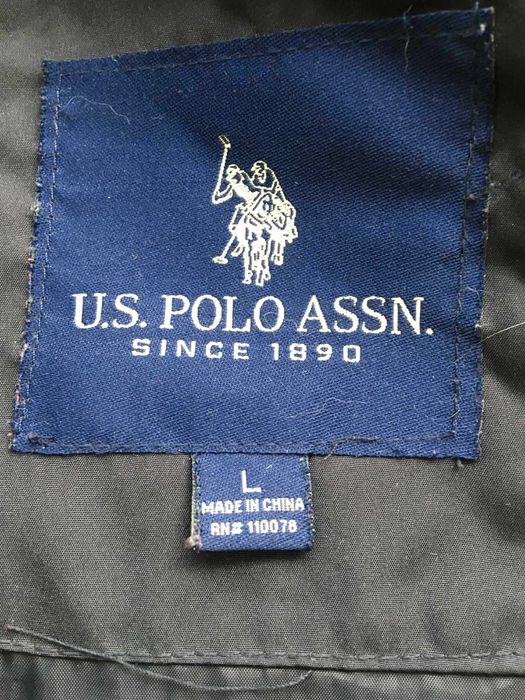 U.S. POLO ASSN.
SINCE 1890
L
MADE IN CHINA
RN# 110078